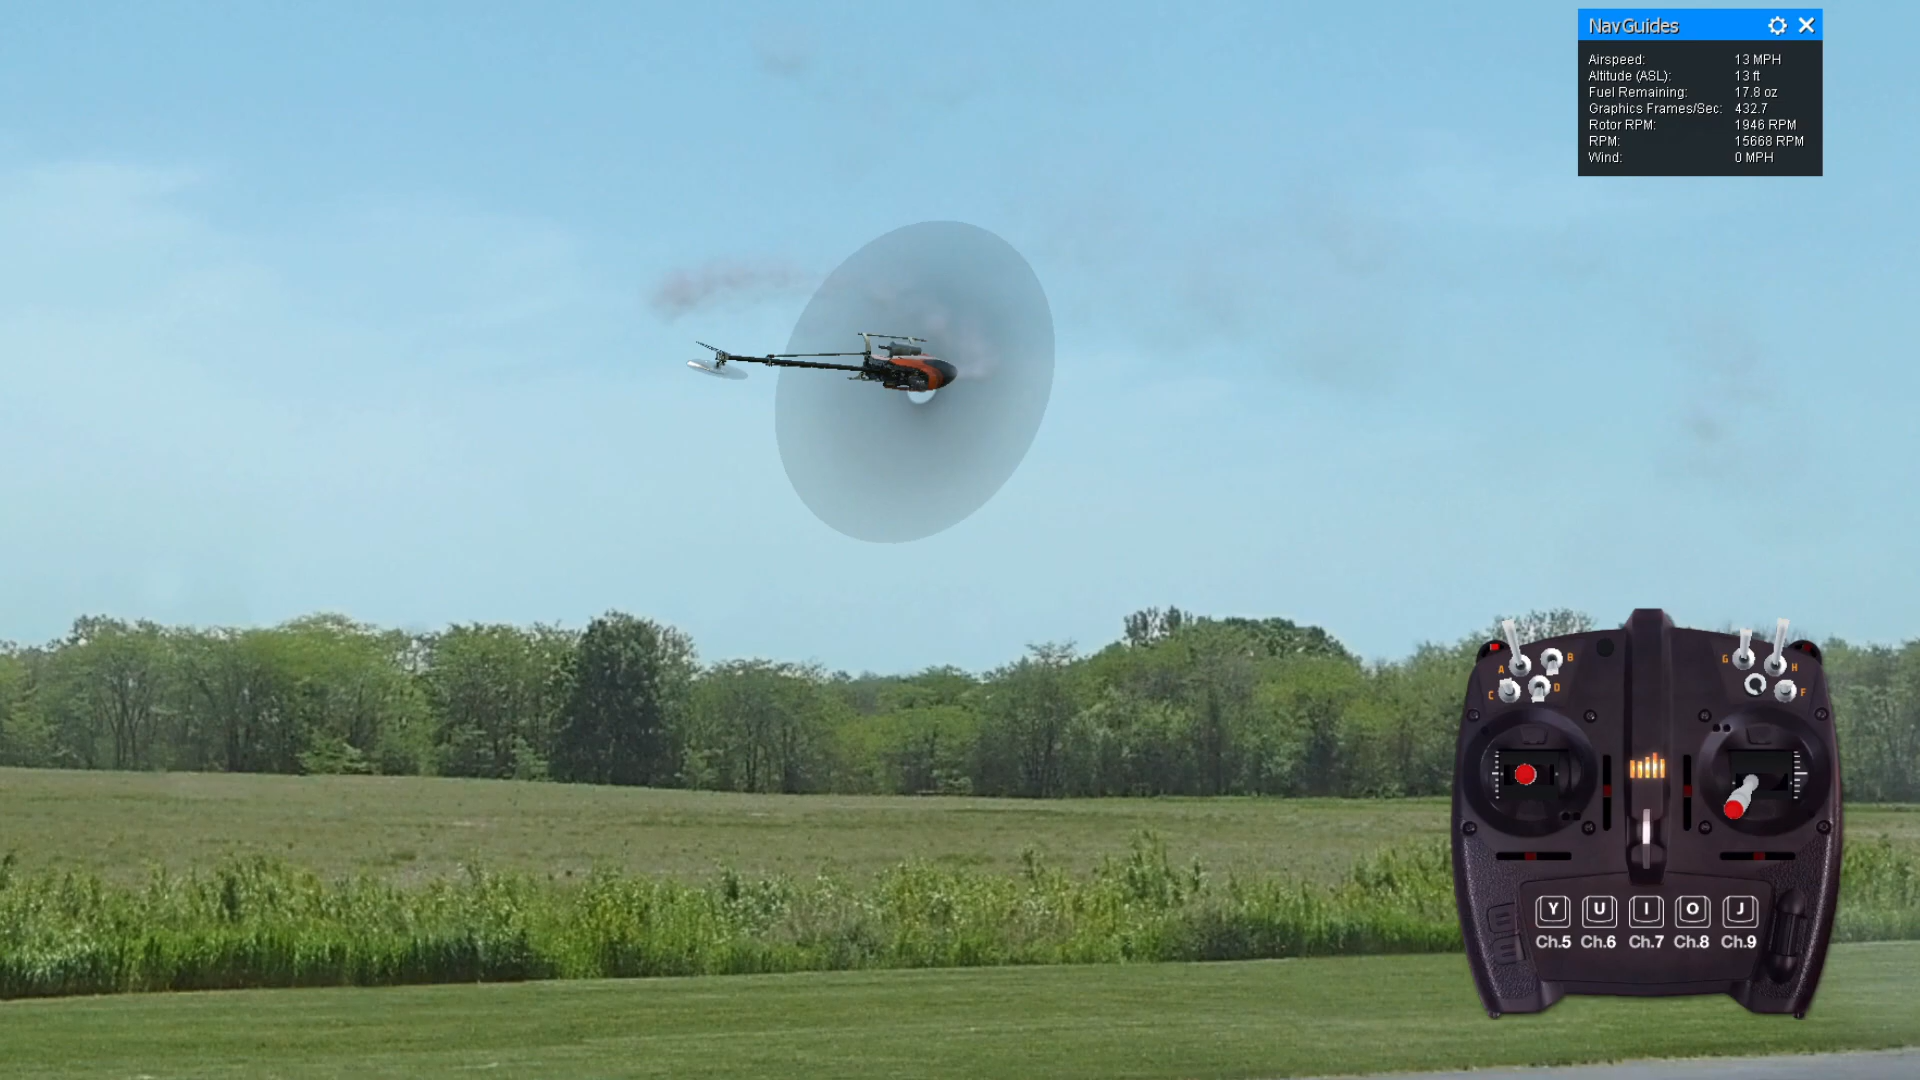 NavGuides
Airspeed: 13 MPH
Altitude (ASL): 13 ft
Fuel Remaining: 17.8 oz
Graphics Frames/Sec: 432.7
Rotor RPM: 1946 RPM
RPM: 15668 RPM
Wind: 0 MPH
A B
C D
G H
F
Y U I O J
Ch.5 Ch.6 Ch.7 Ch.8 Ch.9